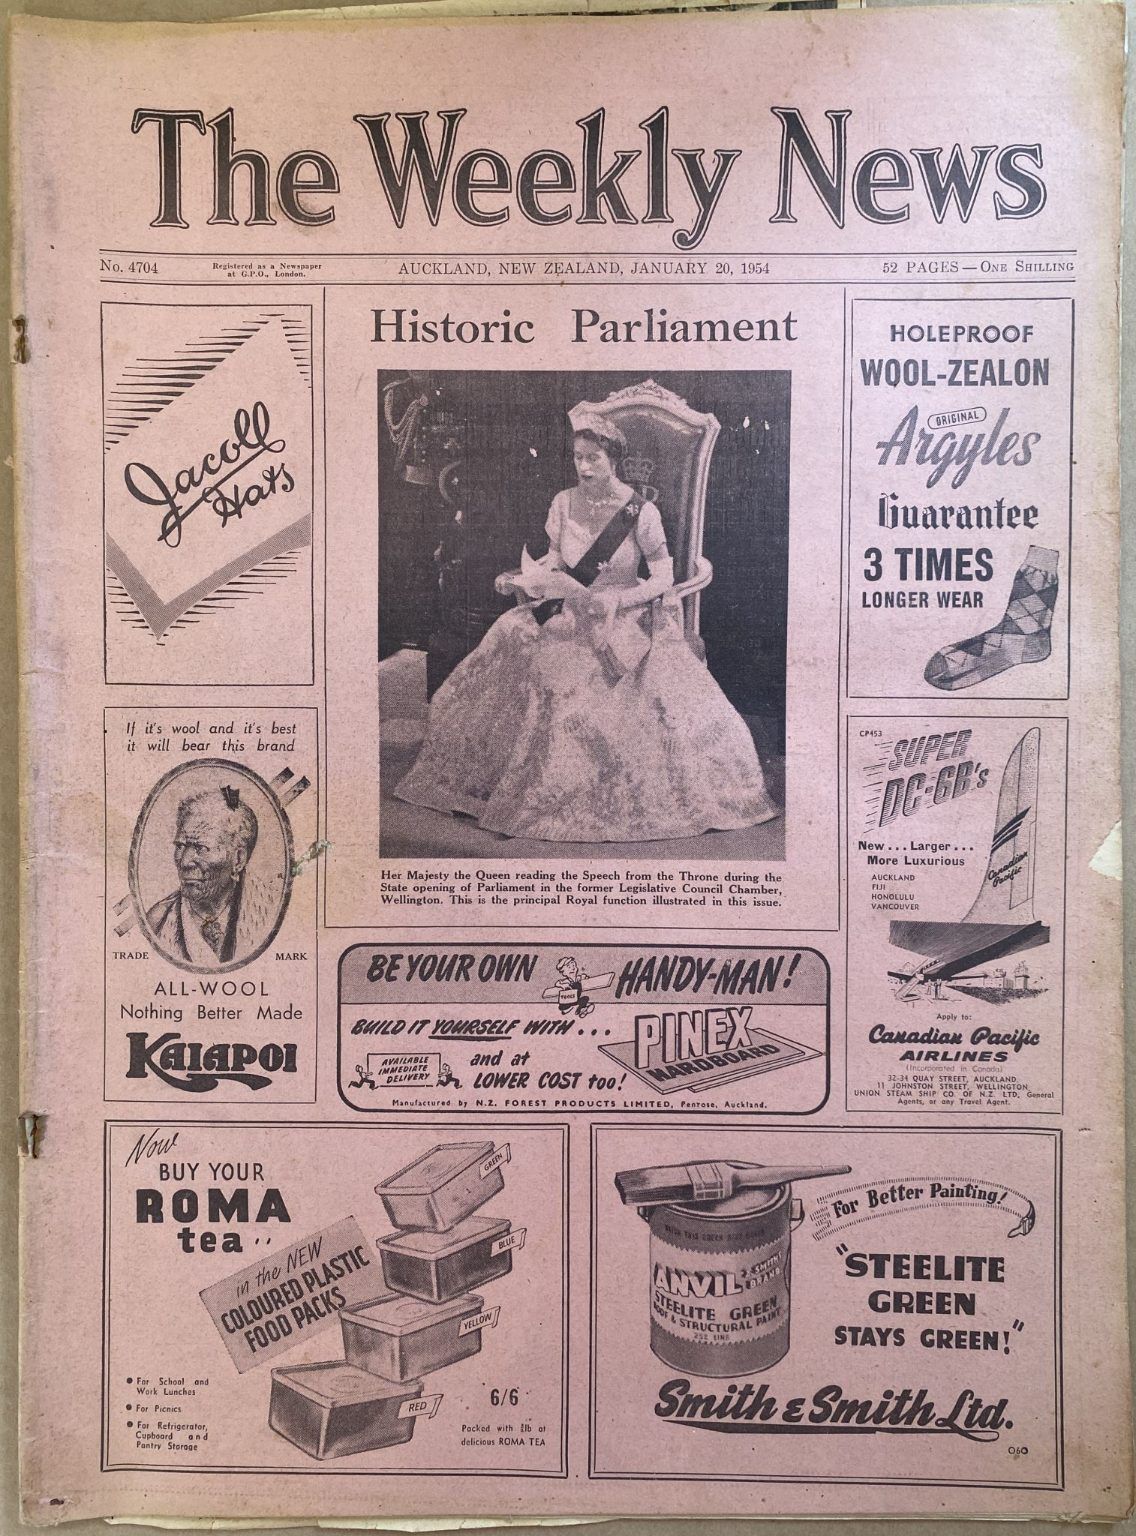 The Weekly News
No. 4704
Registered as a Newspaper
at G.P.O., London.
AUCKLAND, NEW ZEALAND, JANUARY 20, 1954
52 PAGES — ONE SHILLING
Jacoll
Hats
Historic Parliament
Her Majesty the Queen reading the Speech from the Throne during the
State opening of Parliament in the former Legislative Council Chamber,
Wellington. This is the principal Royal function illustrated in this issue.
HOLEPROOF
WOOL-ZEALON
ORIGINAL
Argyles
Guarantee
3 TIMES
LONGER WEAR
If it's wool and it's best
it will bear this brand
TRADE MARK
ALL-WOOL
Nothing Better Made
KAIAPOI
BE YOUR OWN HANDY-MAN!
TOOLS
BUILD IT YOURSELF WITH...
PINEX
HARDBOARD
AVAILABLE
IMMEDIATE
DELIVERY
and at
LOWER COST too!
Manufactured by N.Z. FOREST PRODUCTS LIMITED, Penrose, Auckland.
CP453
SUPER
DC-6B's
New... Larger...
More Luxurious
AUCKLAND
FIJI
HONOLULU
VANCOUVER
Canadian
Pacific
Apply to:
Canadian Pacific
AIRLINES
(Incorporated in Canada)
32-34 QUAY STREET, AUCKLAND.
11 JOHNSTON STREET, WELLINGTON
UNION STEAM SHIP CO. OF N.Z. LTD, General
Agents, or any Travel Agent.
Now
BUY YOUR
ROMA
tea..
in the NEW
COLOURED PLASTIC
FOOD PACKS
GREEN
BLUE
YELLOW
RED
• For School and
Work Lunches
• For Picnics
• For Refrigerator,
Cupboard and
Pantry Storage
6/6
Packed with ½lb of
delicious ROMA TEA
For Better Painting!
ANVIL
SMITHS
BRAND
STEELITE GREEN
ROOF & STRUCTURAL PAINT
"STEELITE
GREEN
STAYS GREEN!"
Smith & Smith Ltd.
O60